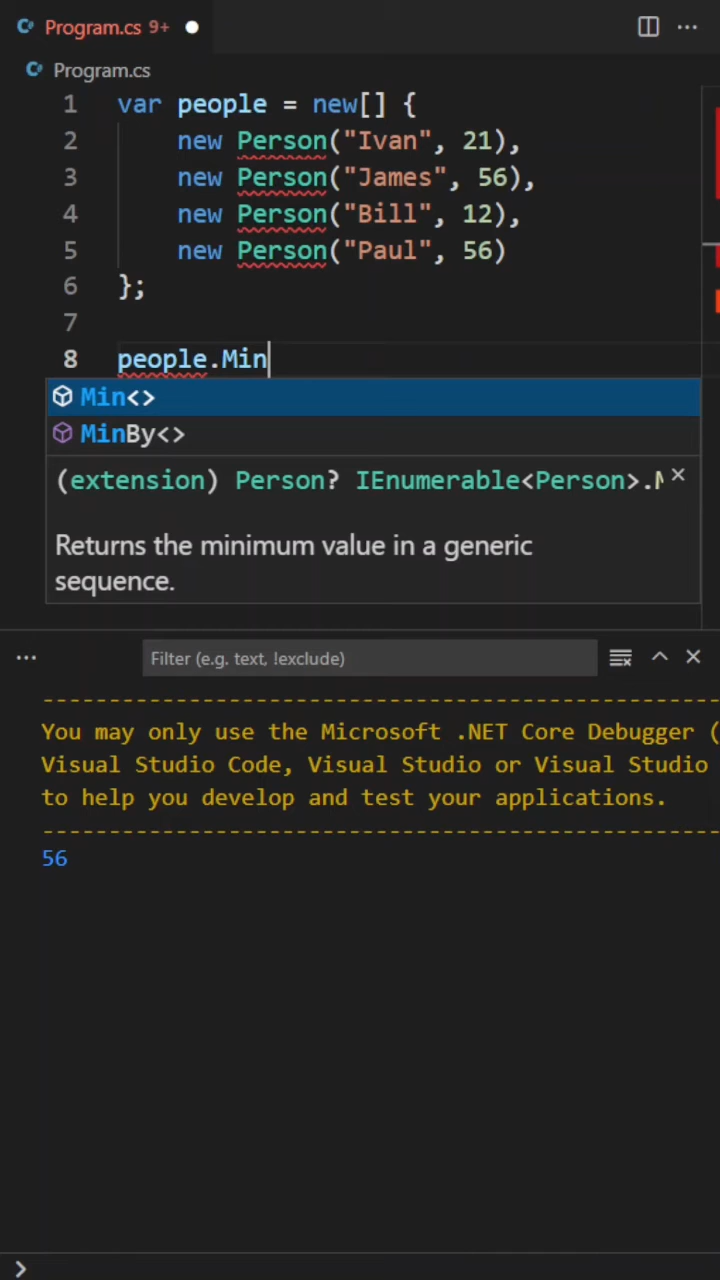 Program.cs 9+
Program.cs
1 var people = new[] {
2 new Person("Ivan", 21),
3 new Person("James", 56),
4 new Person("Bill", 12),
5 new Person("Paul", 56)
6 };
7
8 people.Min
Min<>
MinBy<>
(extension) Person? IEnumerable<Person>.M
Returns the minimum value in a generic
sequence.
Filter (e.g. text, !exclude)
----------------------------------------------------
You may only use the Microsoft .NET Core Debugger (
Visual Studio Code, Visual Studio or Visual Studio
to help you develop and test your applications.
----------------------------------------------------
56